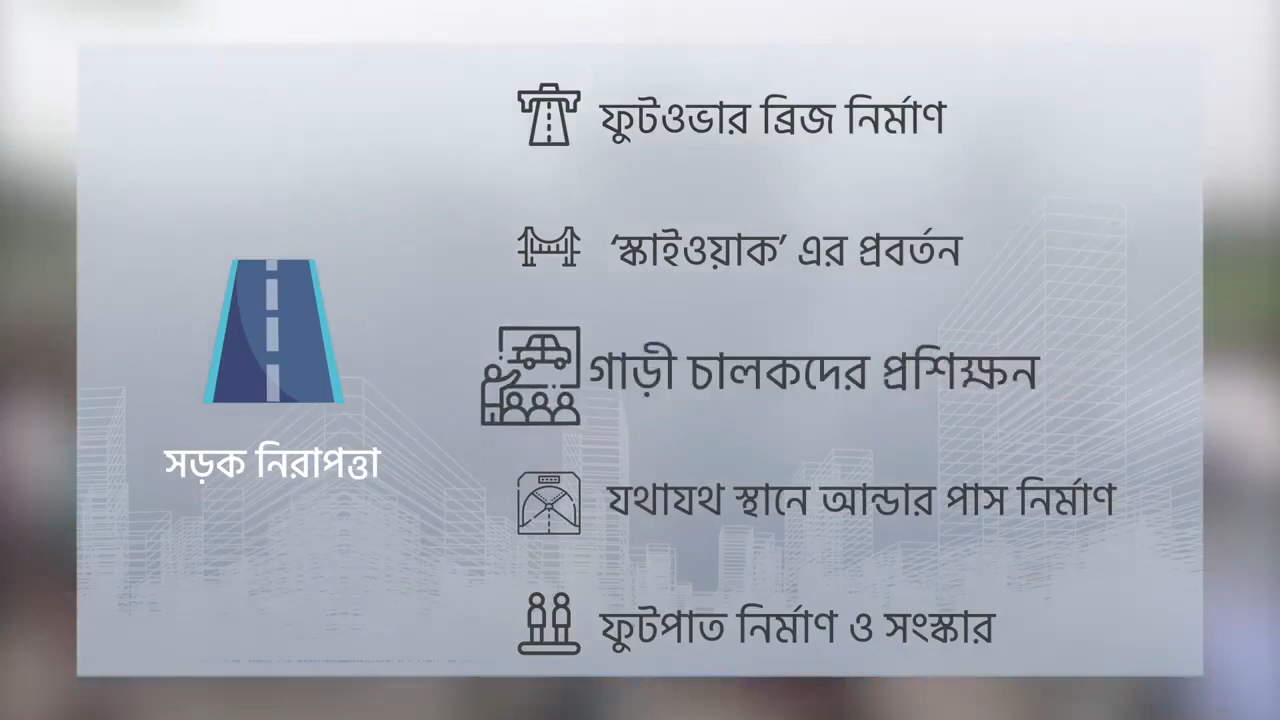 ফুটওভার ব্রিজ নির্মাণ
‘স্কাইওয়াক’ এর প্রবর্তন
গাড়ী চালকদের প্রশিক্ষন
যথাযথ স্থানে আন্ডার পাস নির্মাণ
ফুটপাত নির্মাণ ও সংস্কার
সড়ক নিরাপত্তা